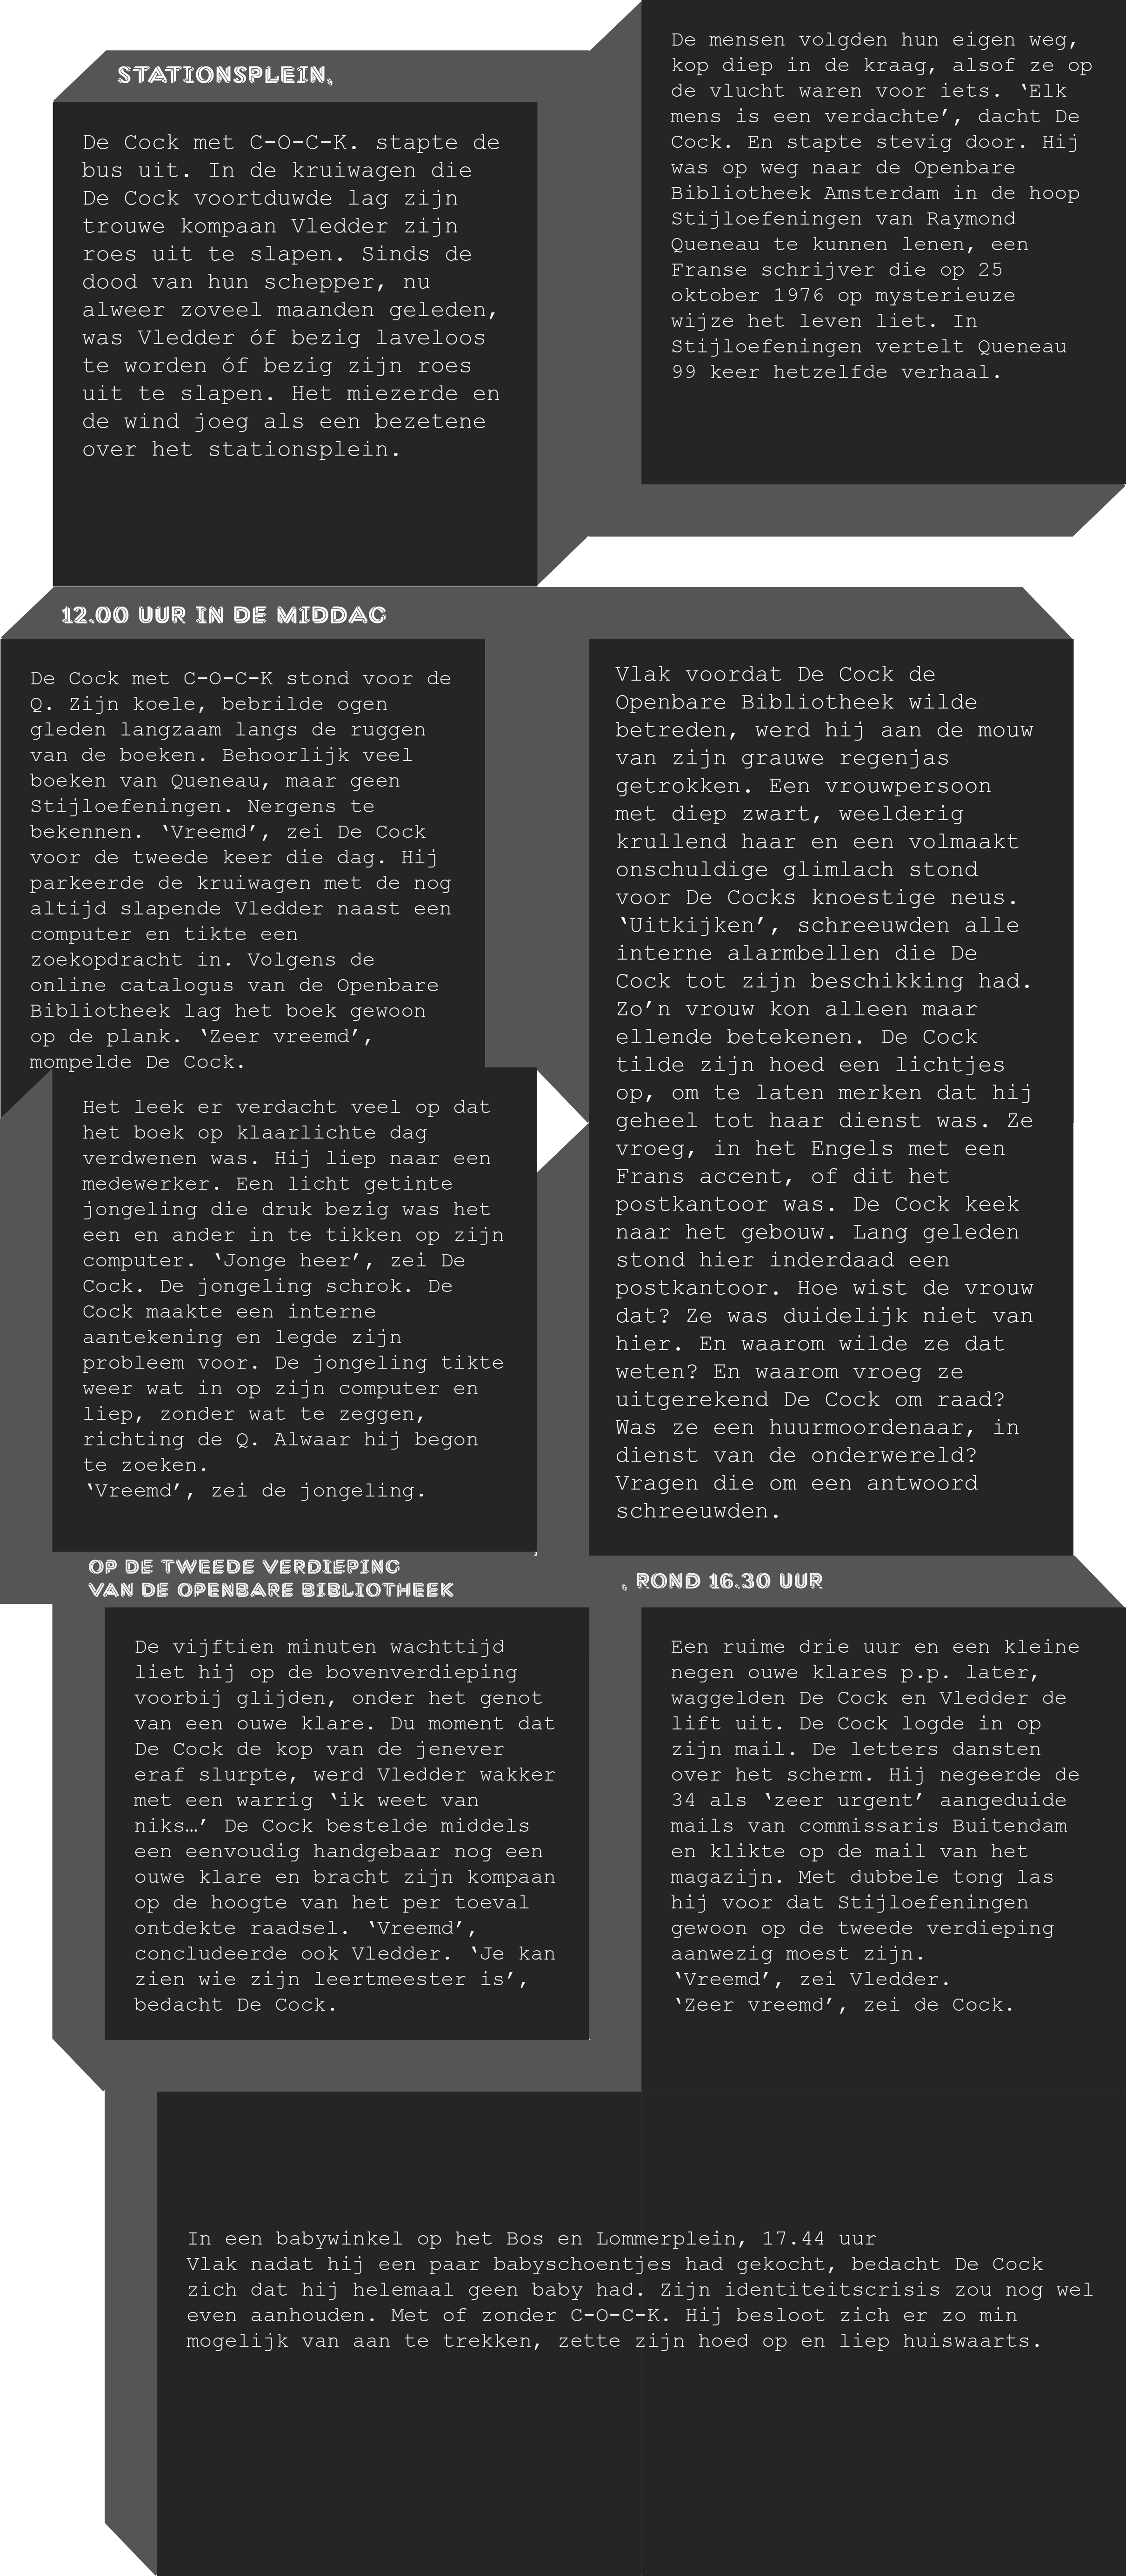 STATIONSPLEIN,
De Cock met C-O-C-K. stapte de
bus uit. In de kruiwagen die
De Cock voortduwde lag zijn
trouwe kompaan Vledder zijn
roes uit te slapen. Sinds de
dood van hun schepper, nu
alweer zoveel maanden geleden,
was Vledder óf bezig laveloos
te worden óf bezig zijn roes
uit te slapen. Het miezerde en
de wind joeg als een bezetene
over het stationsplein.
De mensen volgden hun eigen weg,
kop diep in de kraag, alsof ze op
de vlucht waren voor iets. ‘Elk
mens is een verdachte’, dacht De
Cock. En stapte stevig door. Hij
was op weg naar de Openbare
Bibliotheek Amsterdam in de hoop
Stijloefeningen van Raymond
Queneau te kunnen lenen, een
Franse schrijver die op 25
oktober 1976 op mysterieuze
wijze het leven liet. In
Stijloefeningen vertelt Queneau
99 keer hetzelfde verhaal.
12.00 UUR IN DE MIDDAG
Vlak voordat De Cock de
Openbare Bibliotheek wilde
betreden, werd hij aan de mouw
van zijn grauwe regenjas
getrokken. Een vrouwpersoon
met diep zwart, weelderig
krullend haar en een volmaakt
onschuldige glimlach stond
voor De Cocks knoestige neus.
‘Uitkijken’, schreeuwden alle
interne alarmbellen die De
Cock tot zijn beschikking had.
Zo’n vrouw kon alleen maar
ellende betekenen. De Cock
tilde zijn hoed een lichtjes
op, om te laten merken dat hij
geheel tot haar dienst was. Ze
vroeg, in het Engels met een
Frans accent, of dit het
postkantoor was. De Cock keek
naar het gebouw. Lang geleden
stond hier inderdaad een
postkantoor. Hoe wist de vrouw
dat? Ze was duidelijk niet van
hier. En waarom wilde ze dat
weten? En waarom vroeg ze
uitgerekend De Cock om raad?
Was ze een huurmoordenaar, in
dienst van de onderwereld?
Vragen die om een antwoord
schreeuwden.
De Cock met C-O-C-K stond voor de
Q. Zijn koele, bebrilde ogen
gleden langzaam langs de ruggen
van de boeken. Behoorlijk veel
boeken van Queneau, maar geen
Stijloefeningen. Nergens te
bekennen. ‘Vreemd’, zei De Cock
voor de tweede keer die dag. Hij
parkeerde de kruiwagen met de nog
altijd slapende Vledder naast een
computer en tikte een
zoekopdracht in. Volgens de
online catalogus van de Openbare
Bibliotheek lag het boek gewoon
op de plank. ‘Zeer vreemd’,
mompelde De Cock.
Het leek er verdacht veel op dat
het boek op klaarlichte dag
verdwenen was. Hij liep naar een
medewerker. Een licht getinte
jongeling die druk bezig was het
een en ander in te tikken op zijn
computer. ‘Jonge heer’, zei De
Cock. De jongeling schrok. De
Cock maakte een interne
aantekening en legde zijn
probleem voor. De jongeling tikte
weer wat in op zijn computer en
liep, zonder wat te zeggen,
richting de Q. Alwaar hij begon
te zoeken.
‘Vreemd’, zei de jongeling.
OP DE TWEEDE VERDIEPING
VAN DE OPENBARE BIBLIOTHEEK
, ROND 16.30 UUR
De vijftien minuten wachttijd
liet hij op de bovenverdieping
voorbij glijden, onder het genot
van een ouwe klare. Du moment dat
De Cock de kop van de jenever
eraf slurpte, werd Vledder wakker
met een warrig ‘ik weet van
niks…’ De Cock bestelde middels
een eenvoudig handgebaar nog een
ouwe klare en bracht zijn kompaan
op de hoogte van het per toeval
ontdekte raadsel. ‘Vreemd’,
concludeerde ook Vledder. ‘Je kan
zien wie zijn leertmeester is’,
bedacht De Cock.
Een ruime drie uur en een kleine
negen ouwe klares p.p. later,
waggelden De Cock en Vledder de
lift uit. De Cock logde in op
zijn mail. De letters dansten
over het scherm. Hij negeerde de
34 als ‘zeer urgent’ aangeduide
mails van commissaris Buitendam
en klikte op de mail van het
magazijn. Met dubbele tong las
hij voor dat Stijloefeningen
gewoon op de tweede verdieping
aanwezig moest zijn.
‘Vreemd’, zei Vledder.
‘Zeer vreemd’, zei de Cock.
In een babywinkel op het Bos en Lommerplein, 17.44 uur
Vlak nadat hij een paar babyschoentjes had gekocht, bedacht De Cock
zich dat hij helemaal geen baby had. Zijn identiteitscrisis zou nog wel
even aanhouden. Met of zonder C-O-C-K. Hij besloot zich er zo min
mogelijk van aan te trekken, zette zijn hoed op en liep huiswaarts.